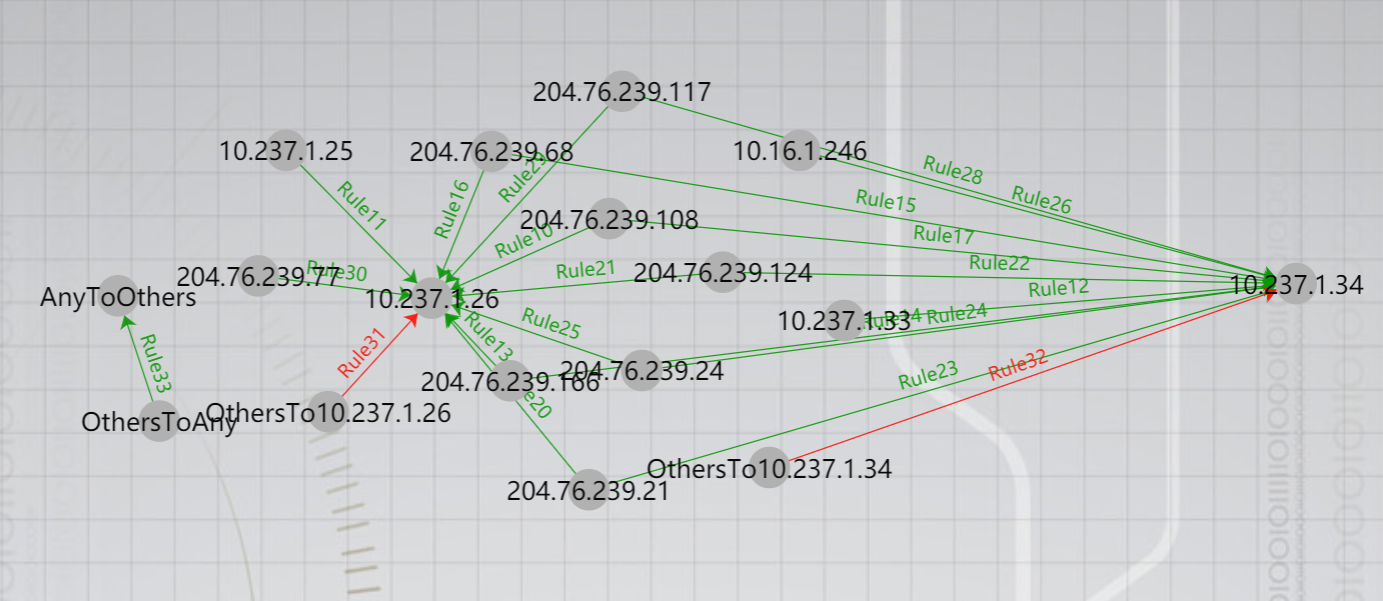 204.76.239.117
10.237.1.25
204.76.239.68
10.16.1.246
Rule28
Rule29
Rule26
Rule11
Rule16
Rule15
204.76.239.108
Rule10
Rule17
Rule22
Rule21
204.76.239.124
Rule30
204.76.239.77
AnyToOthers
10.237.1.26
10.237.1.34
Rule12
10.237.1.33
Rule24
Rule25
Rule13
Rule31
Rule33
204.76.239.166
204.76.239.24
Rule32
Rule23
OthersToAny
OthersTo10.237.1.26
OthersTo10.237.1.34
204.76.239.21